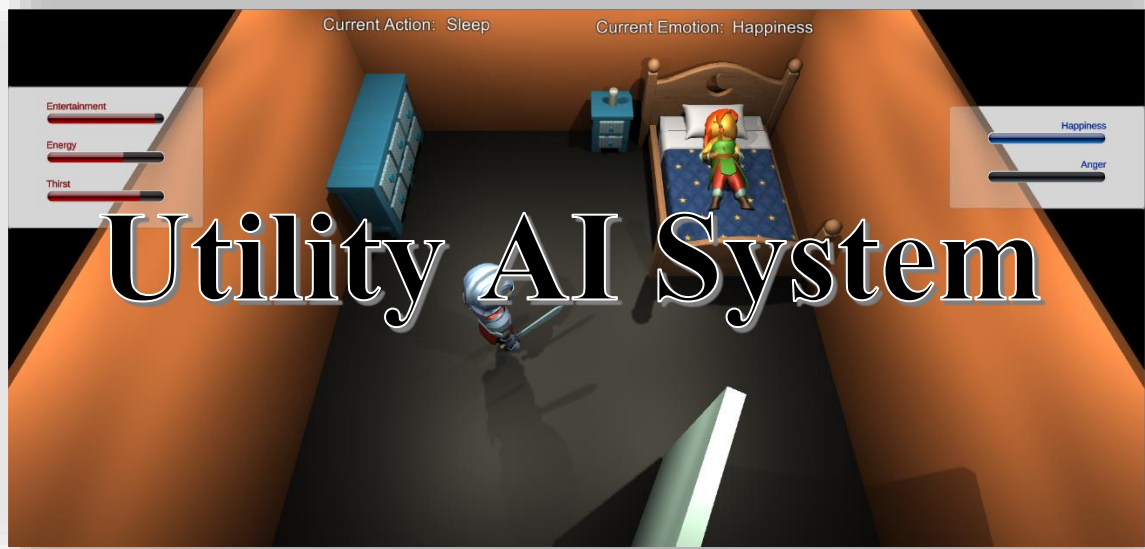 Current Action: Sleep
Current Emotion: Happiness
Entertainment
Energy
Thirst
Happiness
Anger
Utility AI System